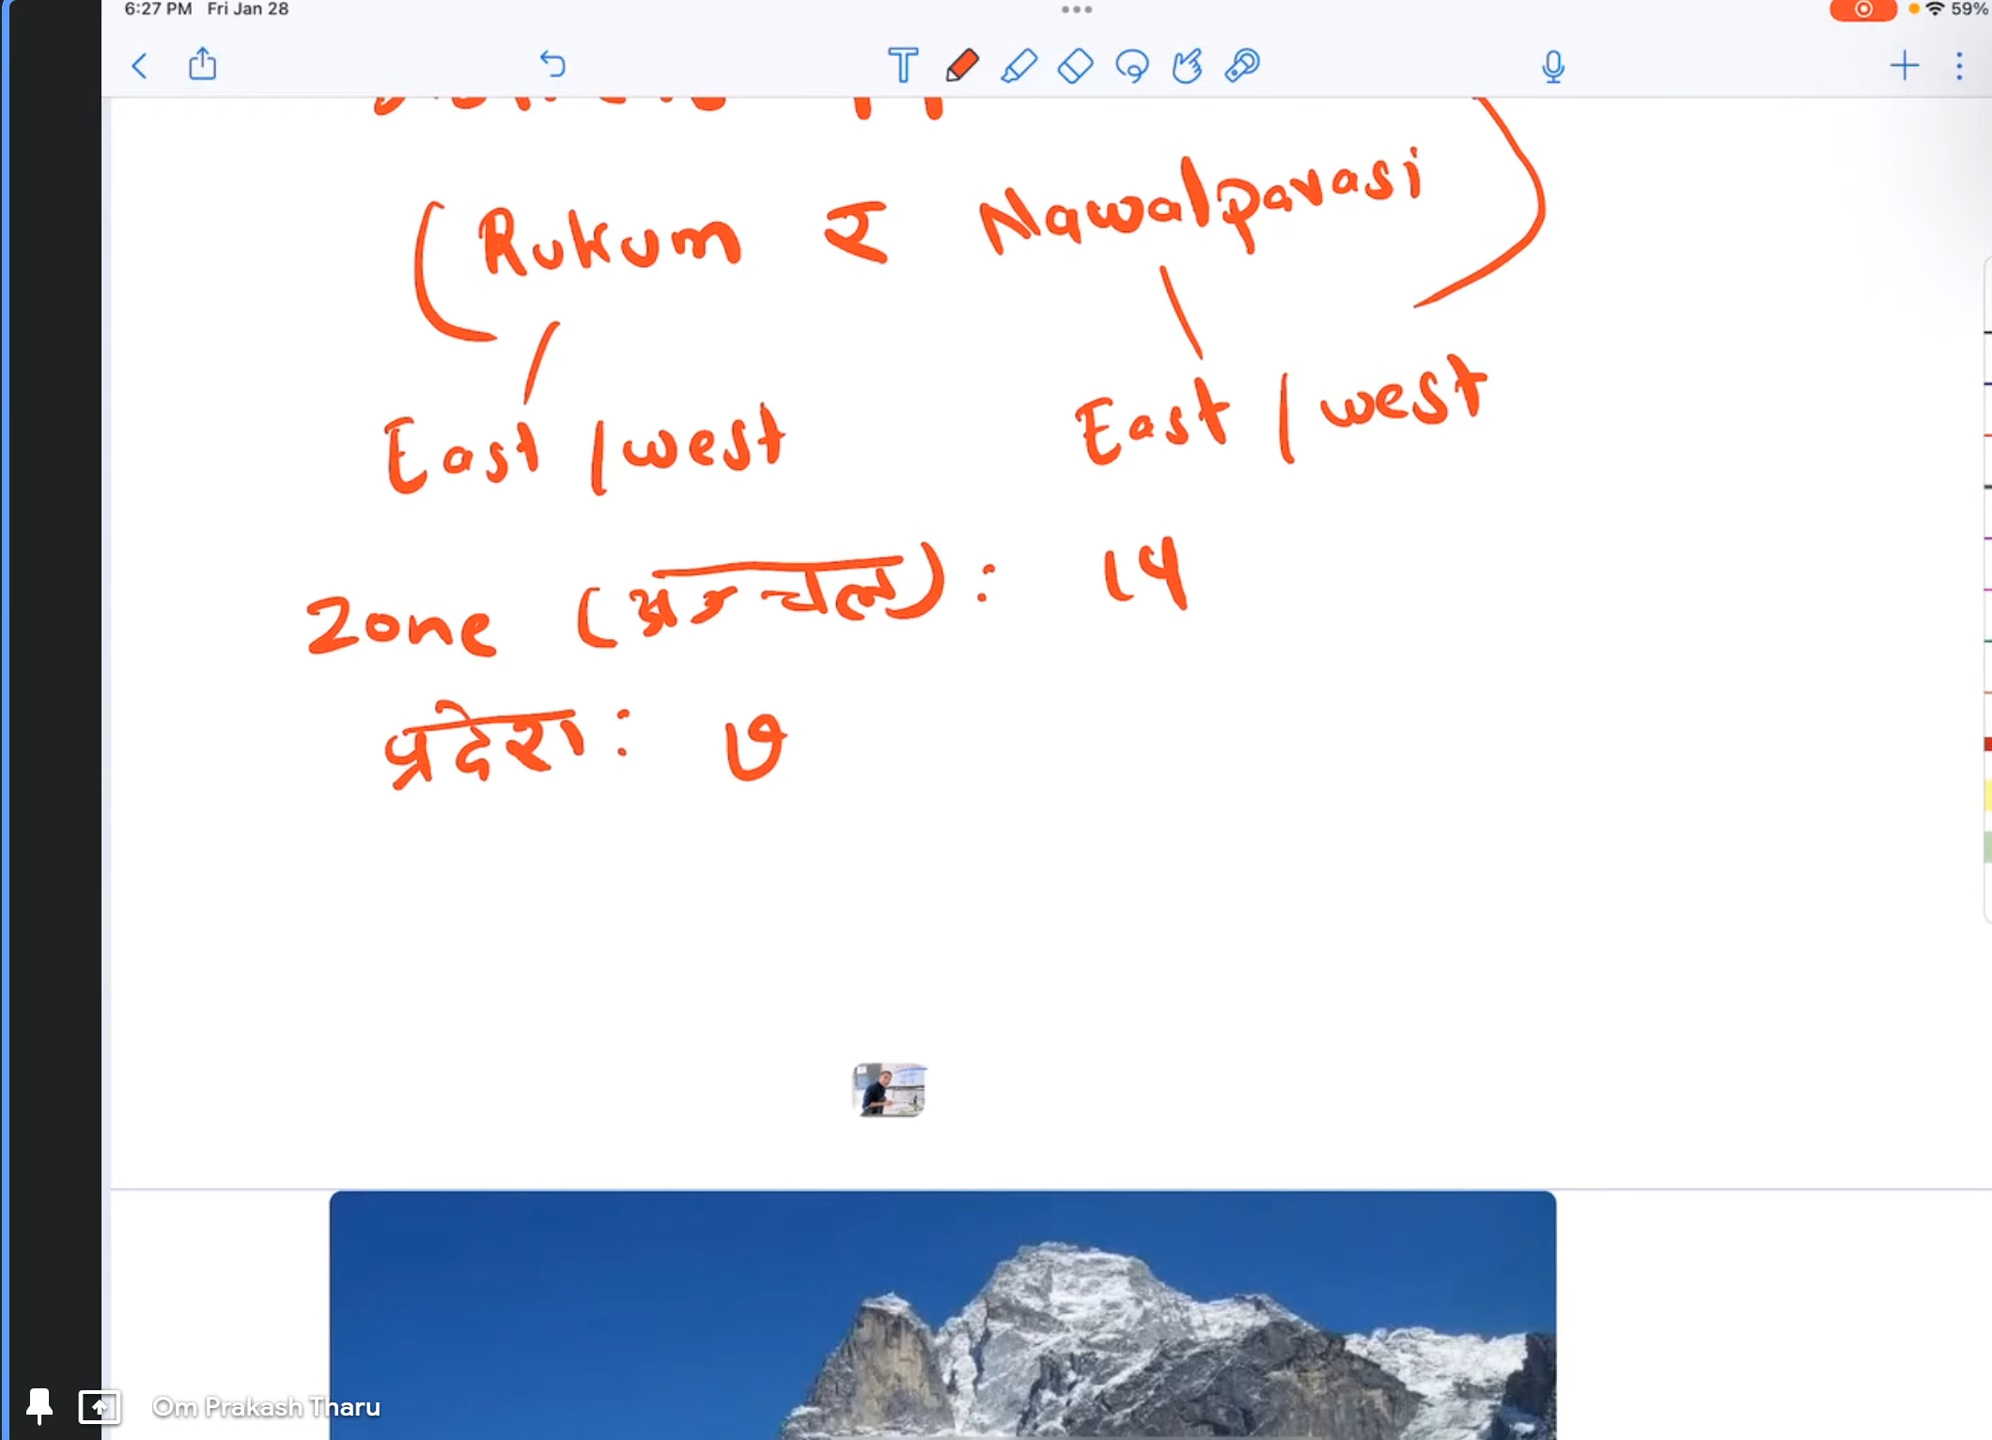 6:27 PM Fri Jan 28
59%
(Rukum र Nawalparasi)
East / west East / west
Zone (अञ्चल): 14
प्रदेश: ७
Om Prakash Tharu